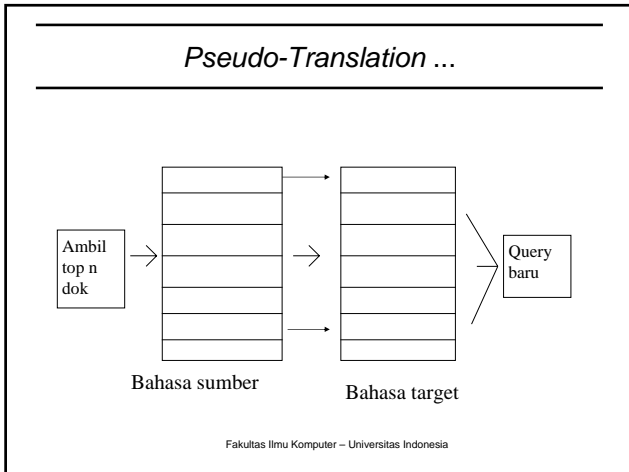 Pseudo-Translation ...
Ambil
top n
dok
Query
baru
Bahasa sumber
Bahasa target
Fakultas Ilmu Komputer – Universitas Indonesia